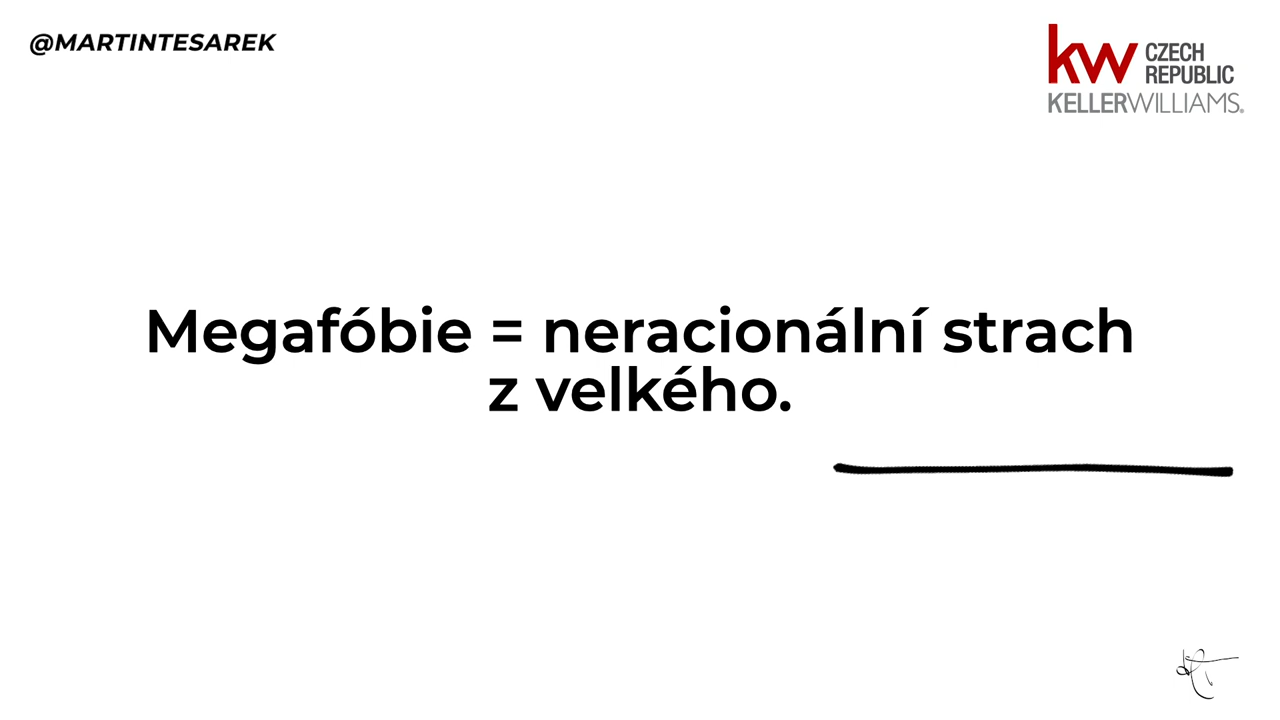 @MARTINTESAREK
kw CZECH
REPUBLIC
KELLERWILLIAMS®
Megafóbie = neracionální strach
z velkého.